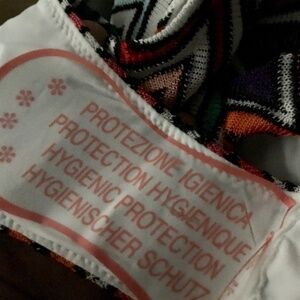 PROTEZIONE IGIENICA
PROTECTION HYGIENIQUE
HYGIENIC PROTECTION
HYGIENISCHER SCHUTZ